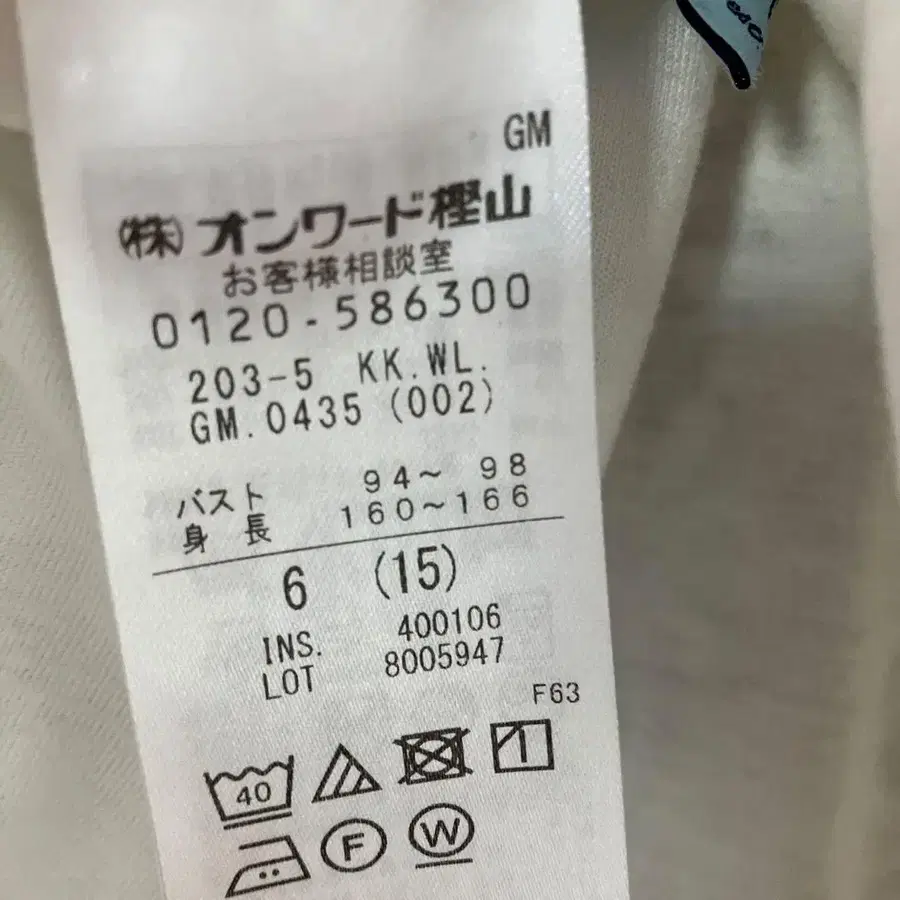 GM
㈱オンワード樫山
お客様相談室
0120-586300
203-5 KK.WL.
GM.0435 (002)
バスト 94～ 98
身 長 160～166
6 (15)
INS. 400106
LOT 8005947
F63
40
F W